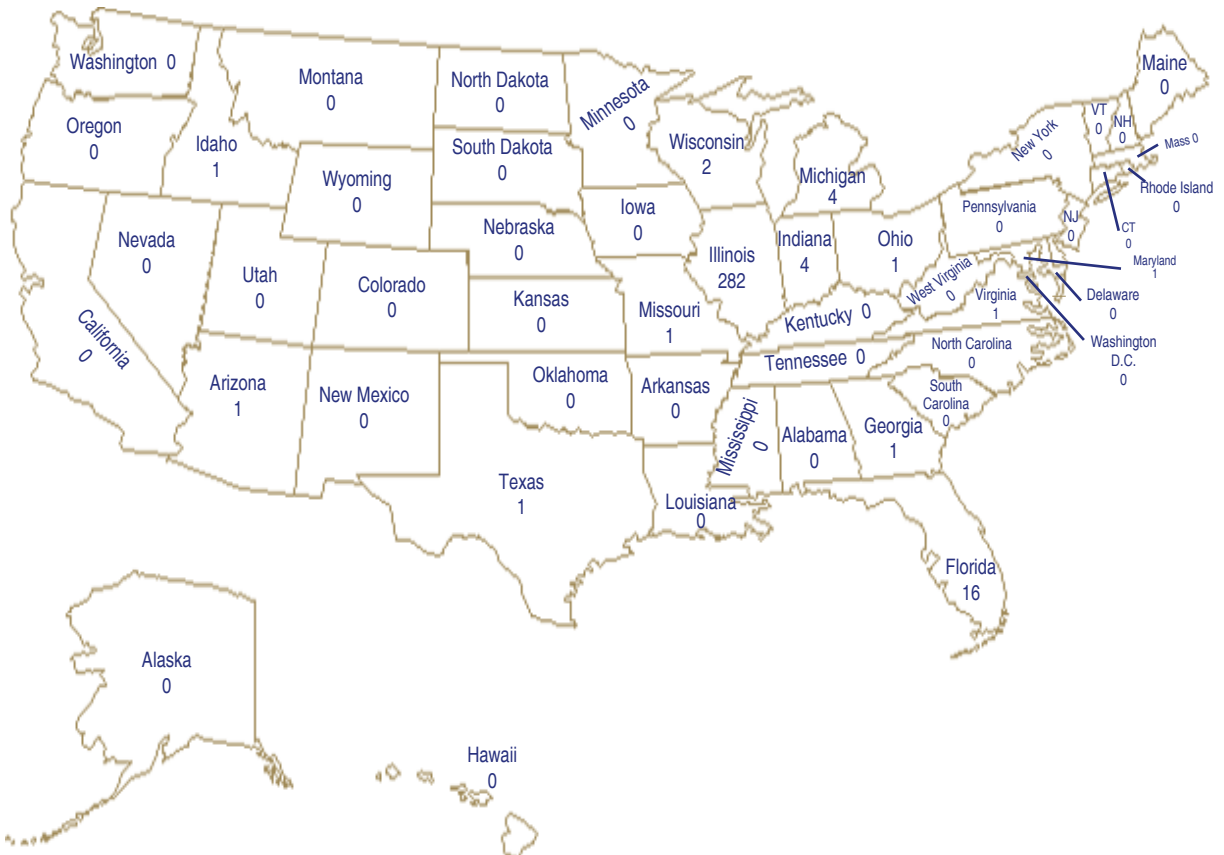 Washington 0
Montana
0
North Dakota
0
Minnesota
0
Maine
0
Oregon
0
Idaho
1
South Dakota
0
Wisconsin
2
VT
0
NH
0
New York
0
Mass 0
Wyoming
0
Michigan
4
Rhode Island
0
Iowa
0
Nebraska
0
Pennsylvania
0
NJ
0
CT
0
Nevada
0
Utah
0
Colorado
0
Illinois
282
Indiana
4
Ohio
1
Maryland
1
West Virginia
0
Virginia
1
Delaware
0
Kansas
0
Missouri
1
Kentucky 0
California
0
Washington
D.C.
0
Tennessee 0
North Carolina
0
Arizona
1
New Mexico
0
Oklahoma
0
Arkansas
0
South
Carolina
0
Mississippi
0
Alabama
0
Georgia
1
Texas
1
Louisiana
0
Florida
16
Alaska
0
Hawaii
0